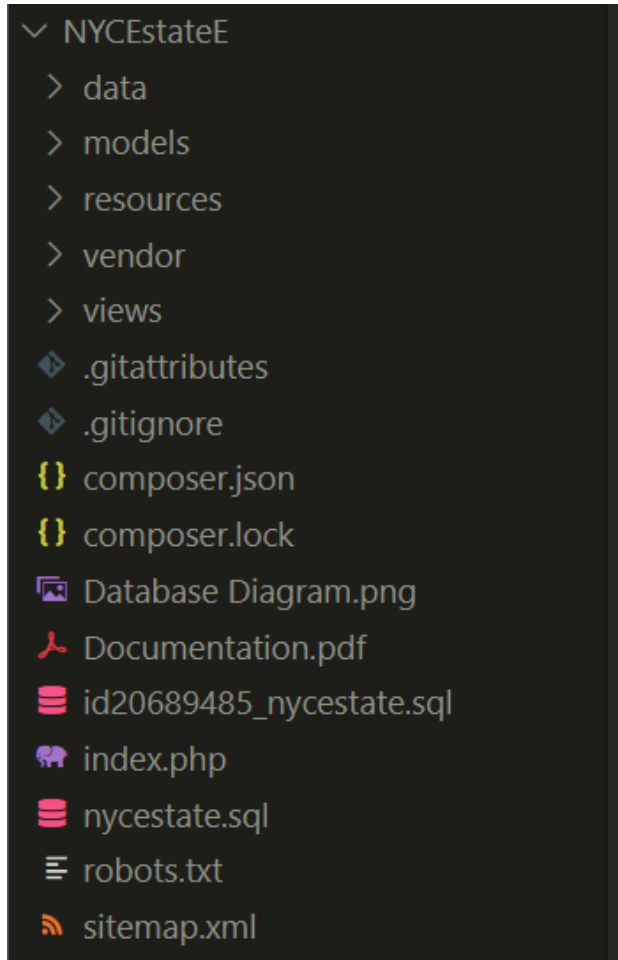 NYCEstateE
data
models
resources
vendor
views
.gitattributes
.gitignore
composer.json
composer.lock
Database Diagram.png
Documentation.pdf
id20689485_nycestate.sql
index.php
nycestate.sql
robots.txt
sitemap.xml